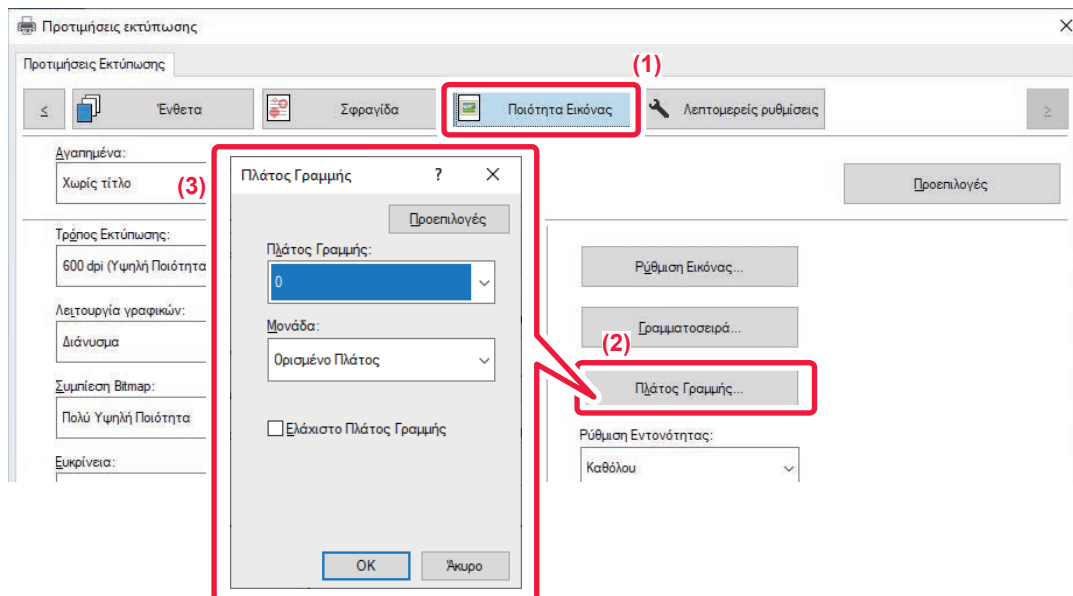 Προτιμήσεις εκτύπωσης
Προτιμήσεις Εκτύπωσης
(1)
<
Ένθετα
Σφραγίδα
Ποιότητα Εικόνας
Λεπτομερείς ρυθμίσεις
>
Αγαπημένα:
Χωρίς τίτλο
Προεπιλογές
(3)
Πλάτος Γραμμής
?
Προεπιλογές
Πλάτος Γραμμής:
0
Μονάδα:
Ορισμένο Πλάτος
Ελάχιστο Πλάτος Γραμμής
OK
Άκυρο
Τρόπος Εκτύπωσης:
600 dpi (Υψηλή Ποιότητα
Λειτουργία γραφικών:
Διάνυσμα
Συμπίεση Bitmap:
Πολύ Υψηλή Ποιότητα
Ευκρίνεια:
Ρύθμιση Εικόνας...
Γραμματοσειρά...
(2)
Πλάτος Γραμμής...
Ρύθμιση Εντονότητας:
Καθόλου